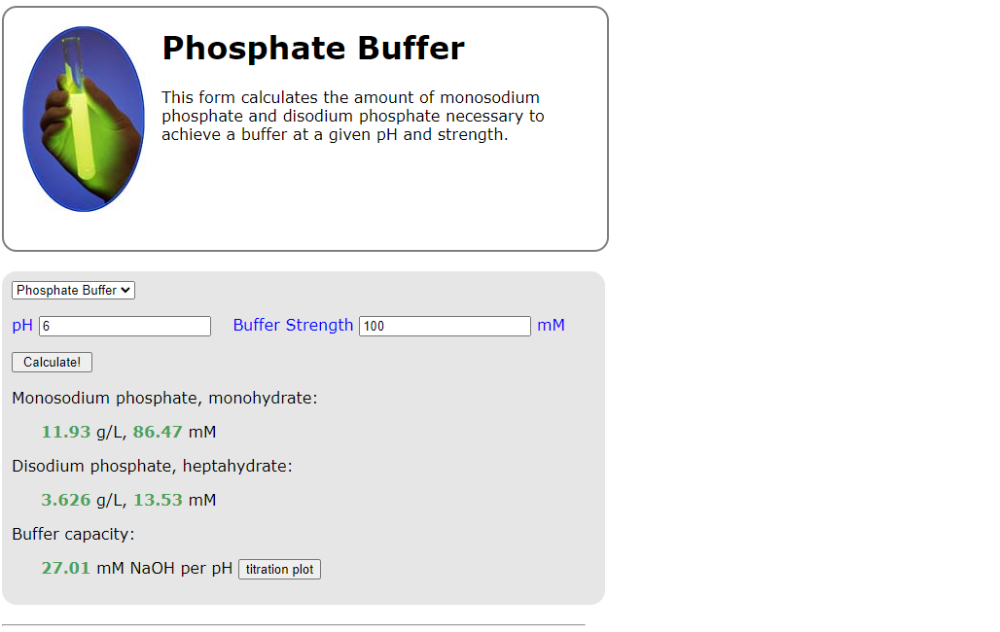 Phosphate Buffer
This form calculates the amount of monosodium
phosphate and disodium phosphate necessary to
achieve a buffer at a given pH and strength.
Phosphate Buffer
pH 6 Buffer Strength 100 mM
Calculate!
Monosodium phosphate, monohydrate:
11.93 g/L, 86.47 mM
Disodium phosphate, heptahydrate:
3.626 g/L, 13.53 mM
Buffer capacity:
27.01 mM NaOH per pH titration plot